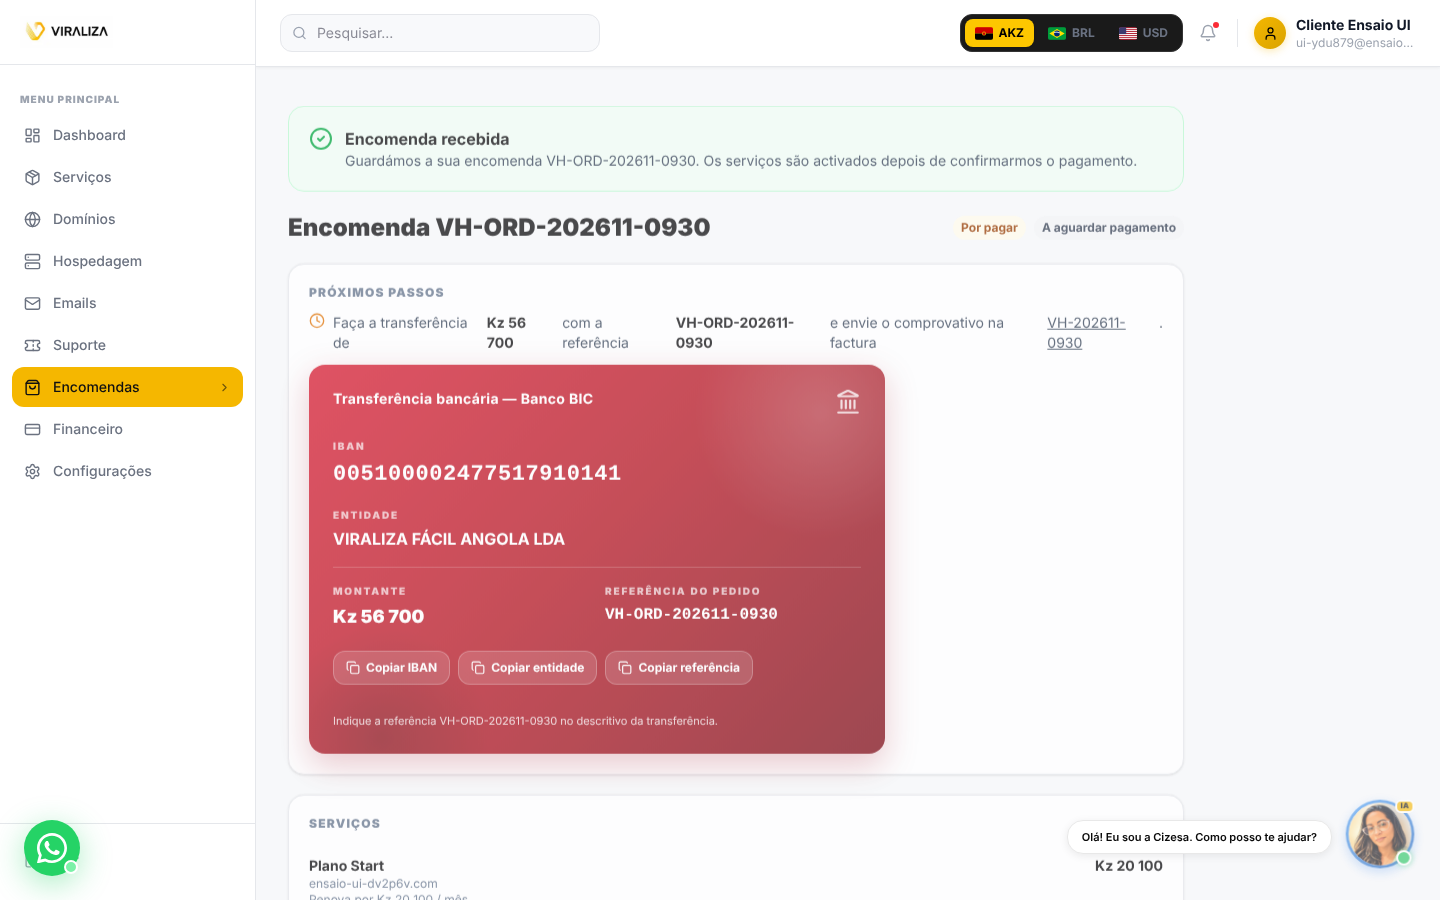 VIRALIZA
Pesquisar...
AKZ
BRL
USD
Cliente Ensaio UI
ui-ydu879@ensaio...
MENU PRINCIPAL
Dashboard
Serviços
Domínios
Hospedagem
Emails
Suporte
Encomendas
Financeiro
Configurações
Encomenda recebida
Guardámos a sua encomenda VH-ORD-202611-0930. Os serviços são activados depois de confirmarmos o pagamento.
Encomenda VH-ORD-202611-0930
Por pagar
A aguardar pagamento
PRÓXIMOS PASSOS
Faça a transferência de
Kz 56 700
com a referência
VH-ORD-202611-0930
e envie o comprovativo na factura
VH-202611-0930
.
Transferência bancária — Banco BIC
IBAN
005100002477517910141
ENTIDADE
VIRALIZA FÁCIL ANGOLA LDA
MONTANTE
Kz 56 700
REFERÊNCIA DO PEDIDO
VH-ORD-202611-0930
Copiar IBAN
Copiar entidade
Copiar referência
Indique a referência VH-ORD-202611-0930 no descritivo da transferência.
SERVIÇOS
Plano Start
Kz 20 100
ensaio-ui-dv2p6v.com
Renova por Kz 20 100 / mês
Olá! Eu sou a Cizesa. Como posso te ajudar?
IA